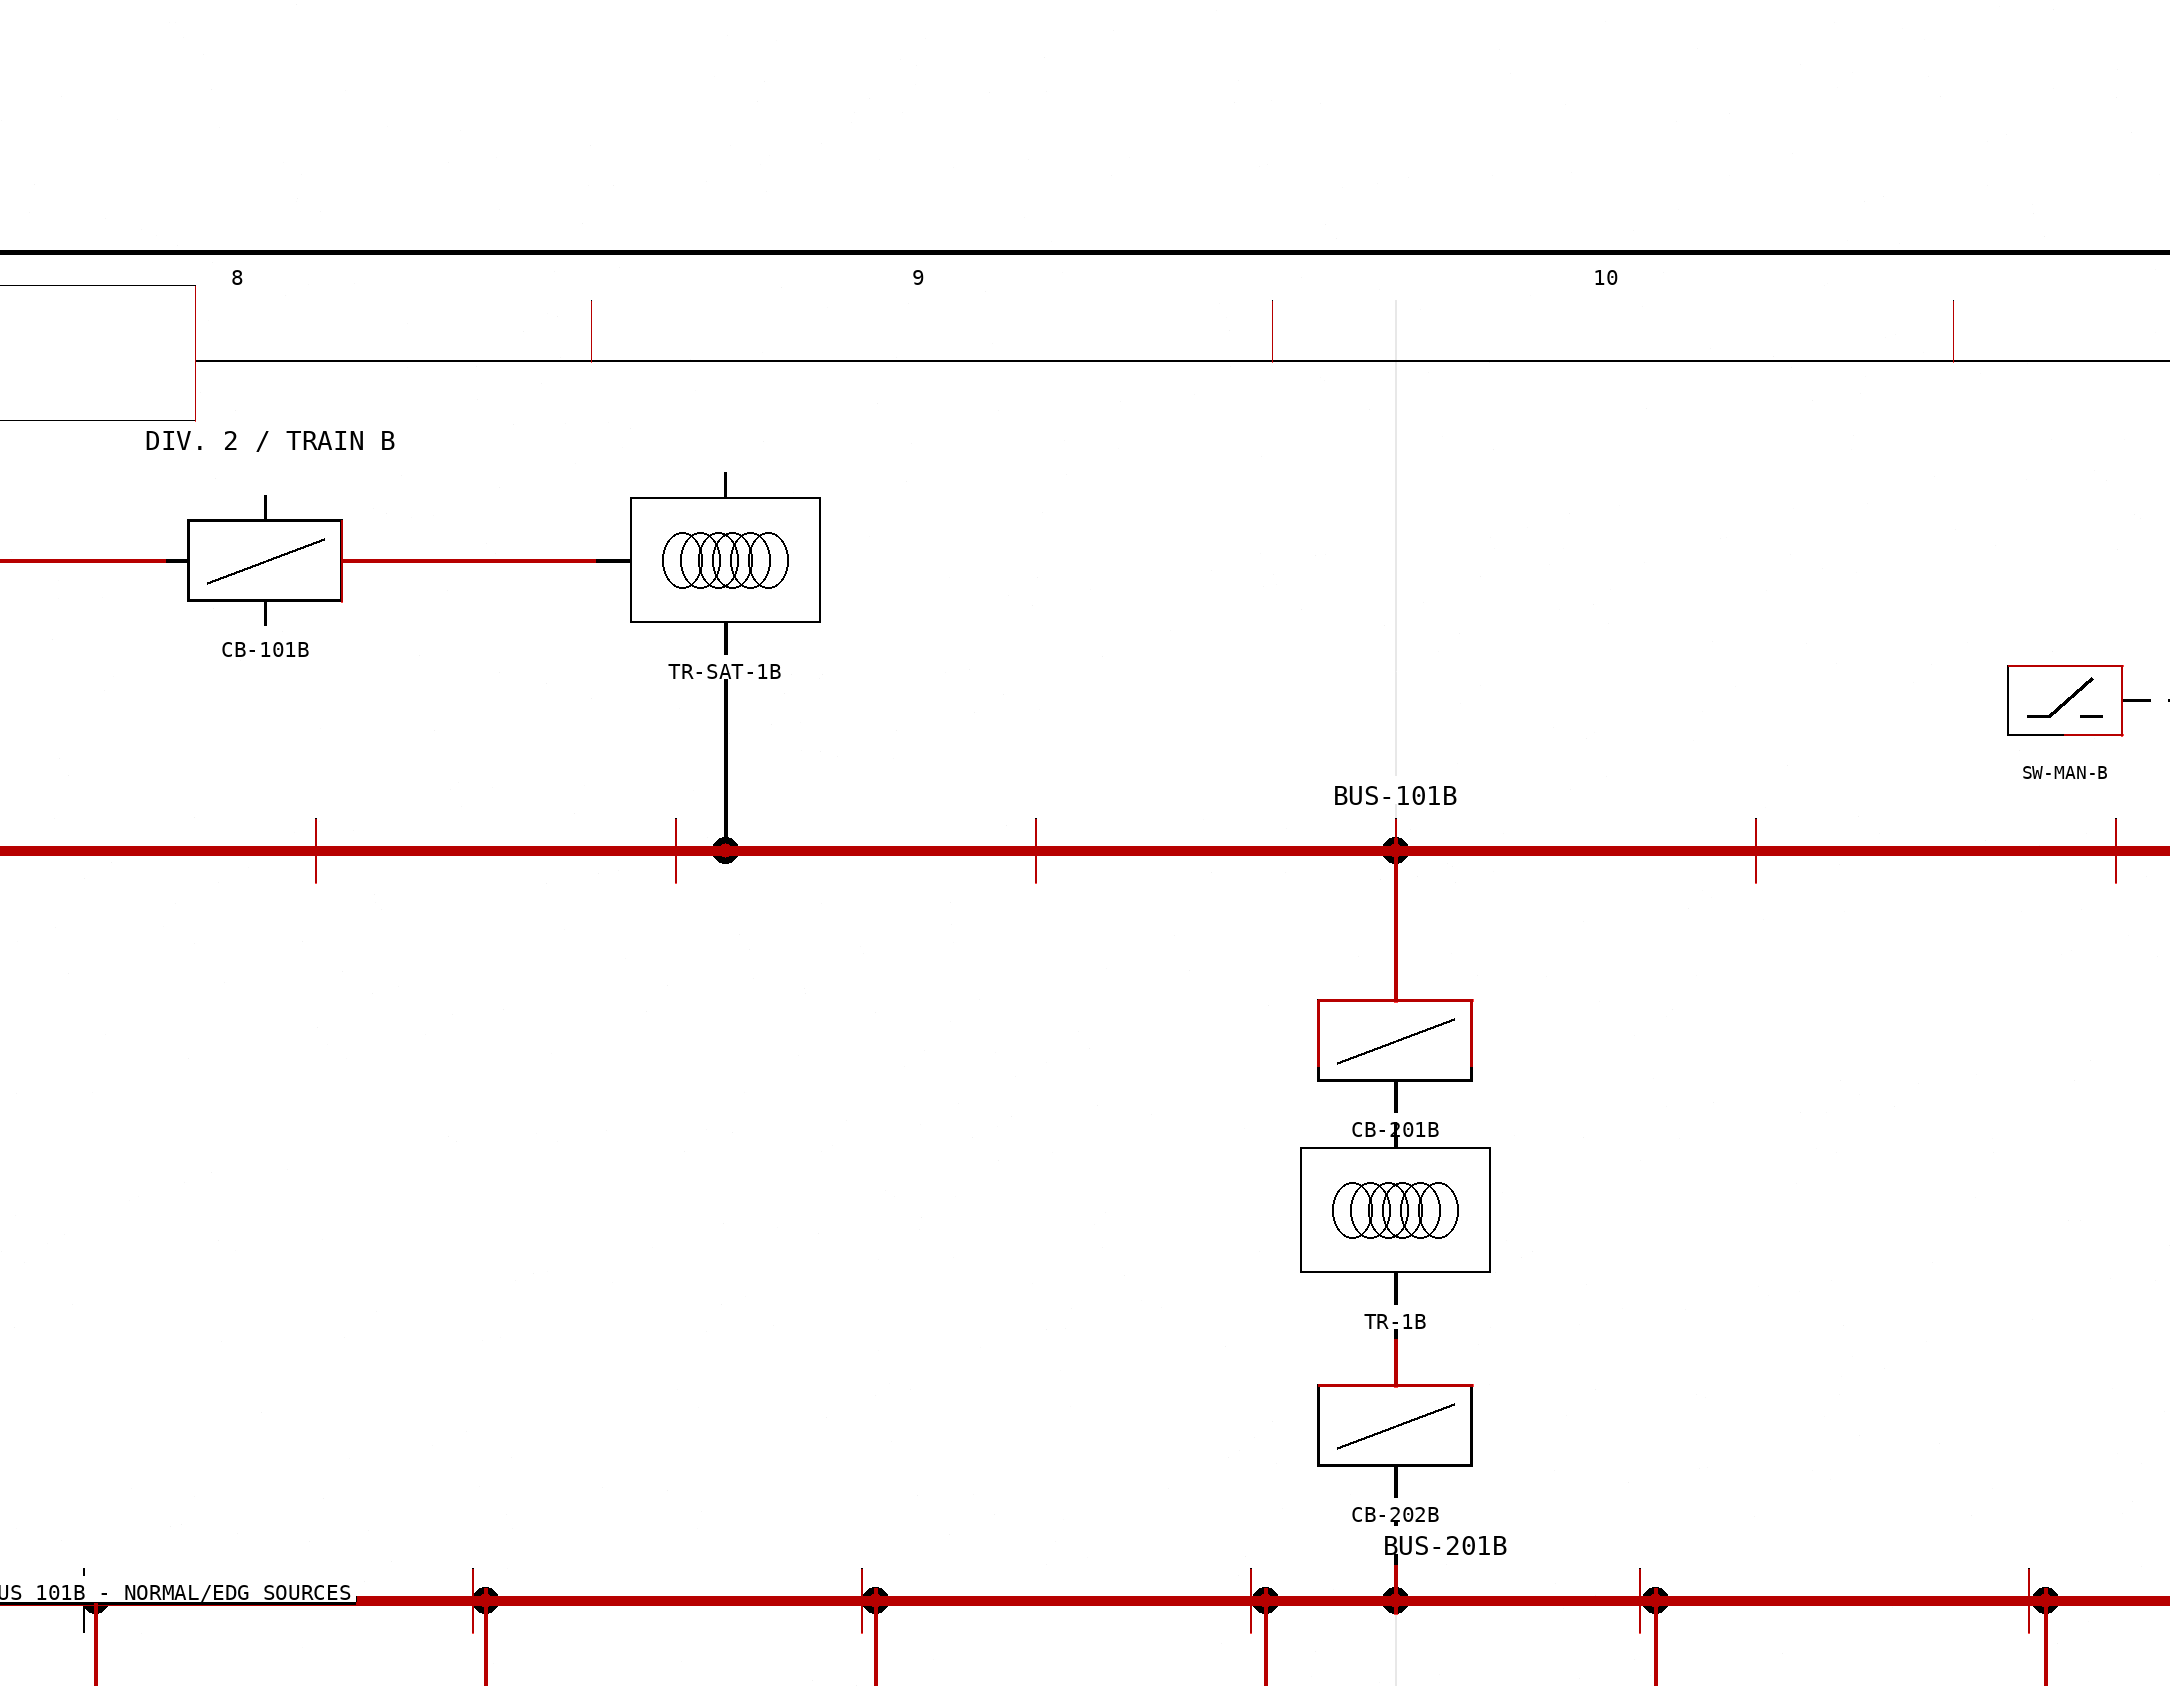 8
9
10
DIV. 2 / TRAIN B
CB-101B
TR-SAT-1B
SW-MAN-B
BUS-101B
CB-201B
TR-1B
CB-202B
BUS-201B
US 101B - NORMAL/EDG SOURCES